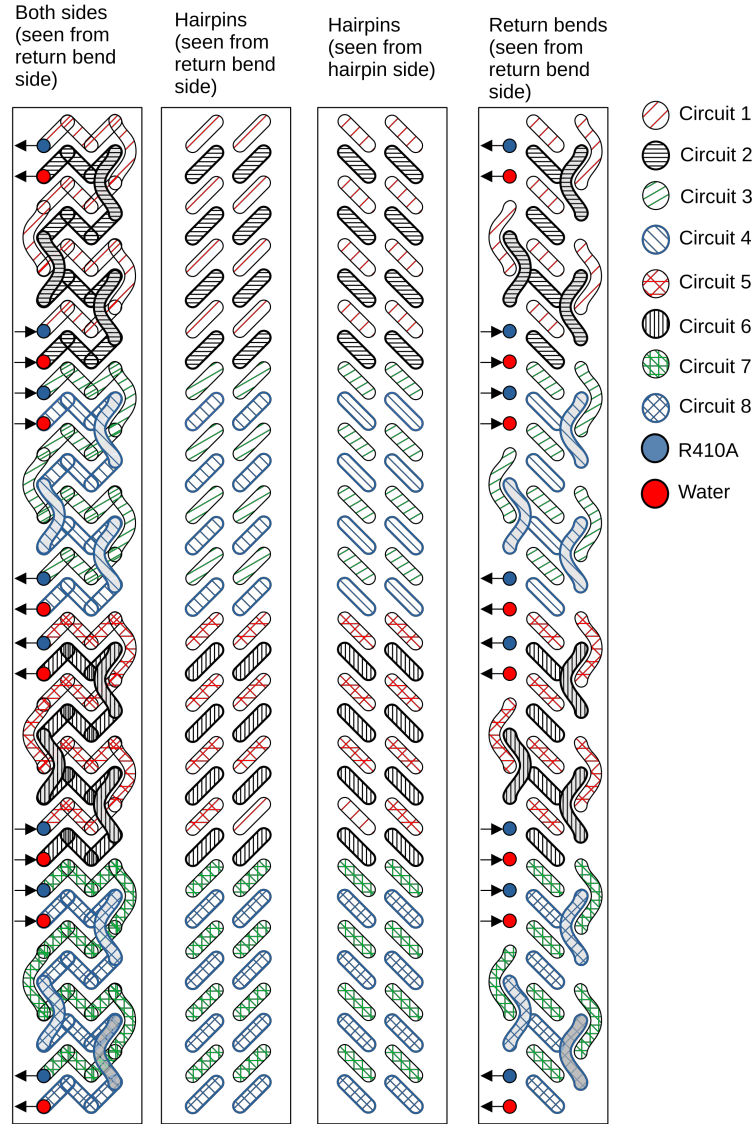 Both sides
(seen from
return bend
side)
Hairpins
(seen from
return bend
side)
Hairpins
(seen from
hairpin side)
Return bends
(seen from
return bend
side)
Circuit 1
Circuit 2
Circuit 3
Circuit 4
Circuit 5
Circuit 6
Circuit 7
Circuit 8
R410A
Water